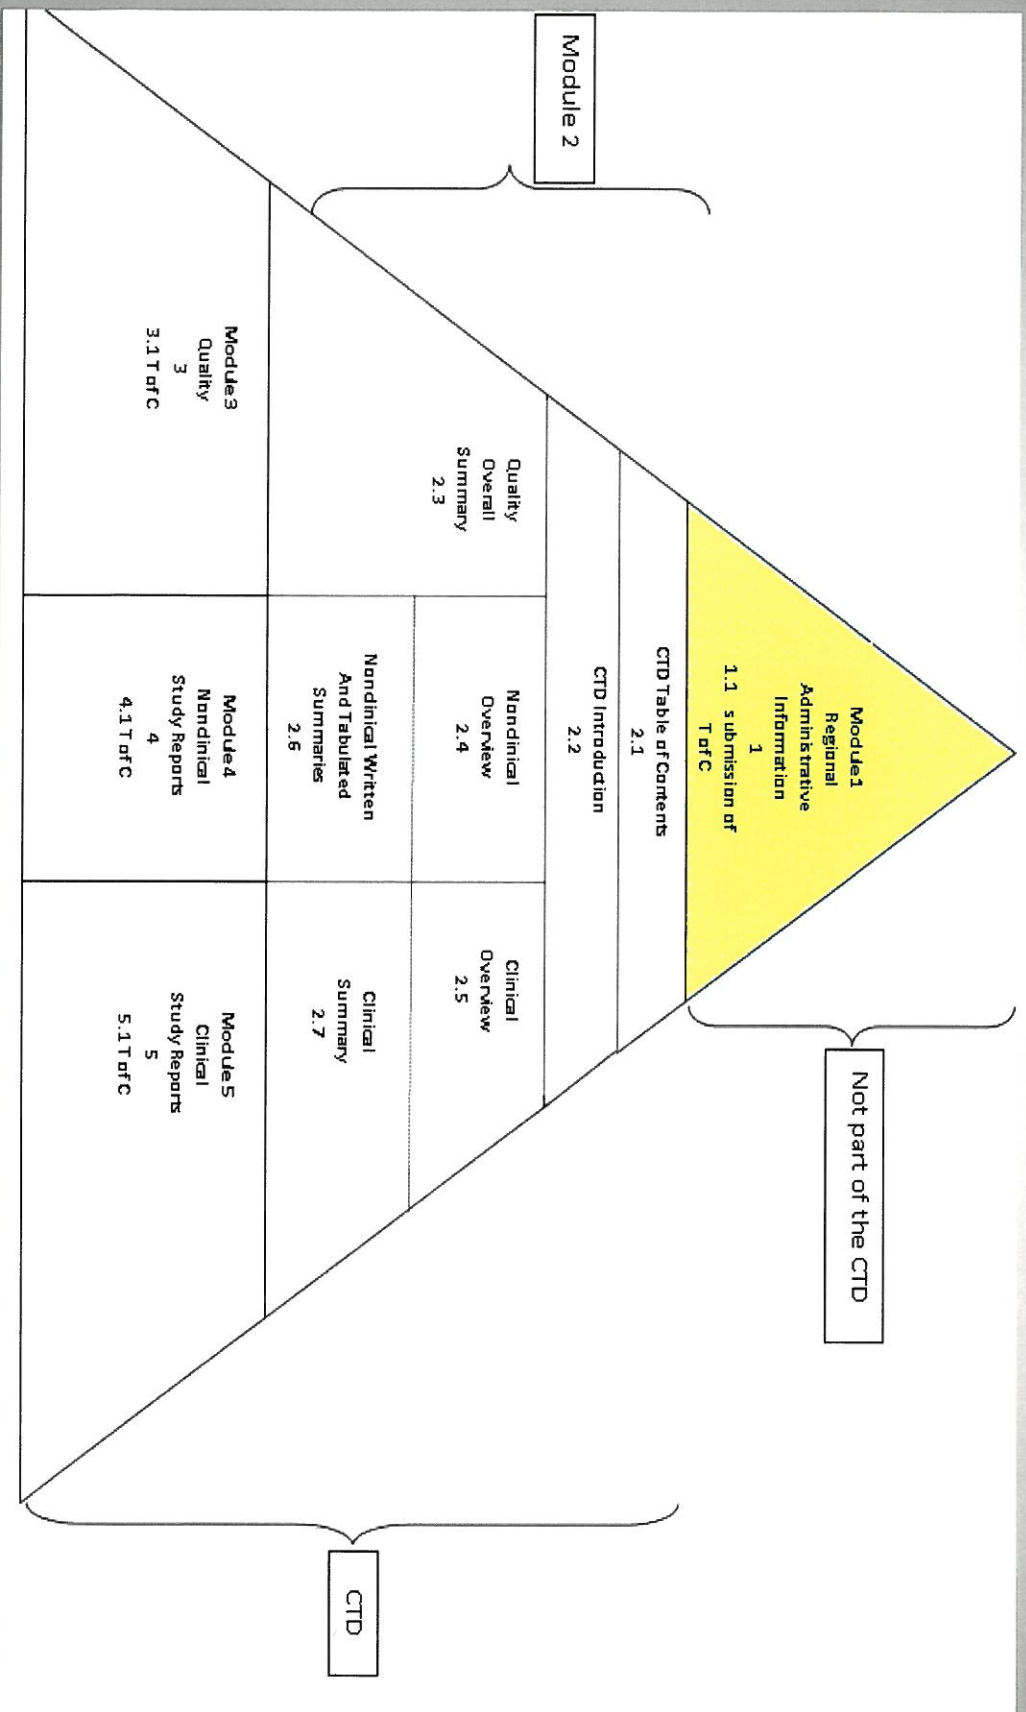 Module1
Regional
Administrative
Information
1
1.1 submission of
T of C
Not part of the CTD
Module 2
CTD Table of Contents
2.1
CTD Introduction
2.2
Quality
Overall
Summary
2.3
Nonclinical
Overview
2.4
Clinical
Overview
2.5
Nonclinical Written
And Tabulated
Summaries
2.6
Clinical
Summary
2.7
CTD
Module3
Quality
3
3.1 T of C
Module4
Nonclinical
4
Study Reports
4.1 T of C
Module5
Clinical
Study Reports
5
5.1 T of C